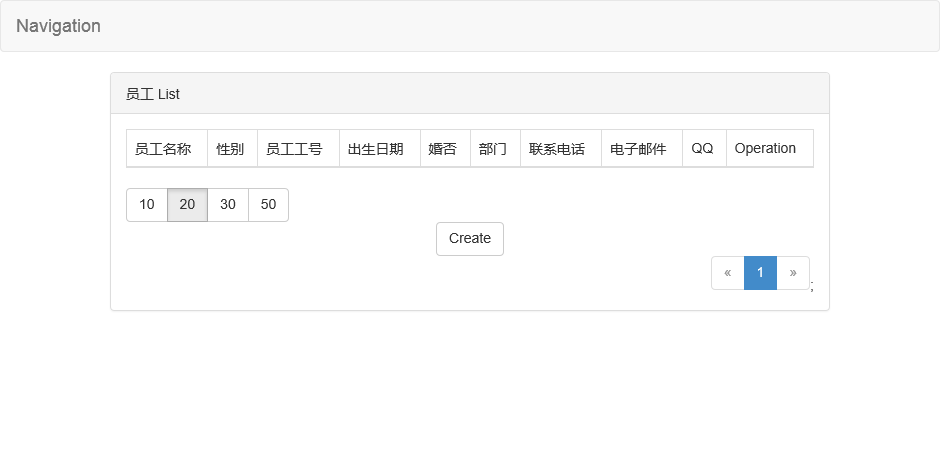 Navigation
员工 List
员工名称 性别 员工工号 出生日期 婚否 部门 联系电话 电子邮件 QQ Operation
10 20 30 50
Create
« 1 » ;